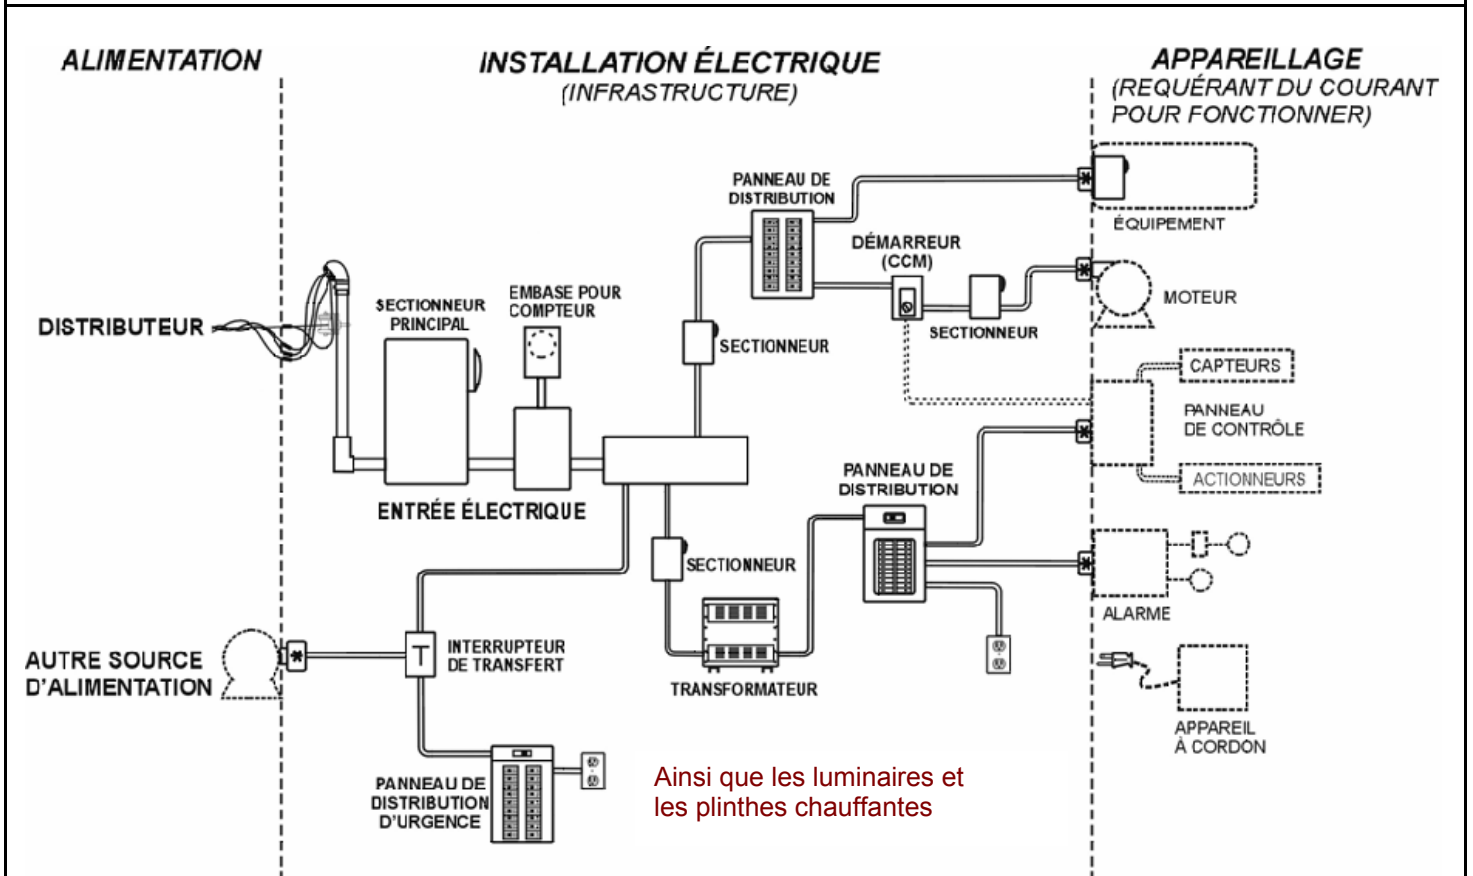 ALIMENTATION
INSTALLATION ÉLECTRIQUE
(INFRASTRUCTURE)
APPAREILLAGE
(REQUÉRANT DU COURANT
POUR FONCTIONNER)
PANNEAU DE
DISTRIBUTION
ÉQUIPEMENT
DÉMARREUR
(CCM)
SECTIONNEUR
MOTEUR
DISTRIBUTEUR
SECTIONNEUR
PRINCIPAL
EMBASE POUR
COMPTEUR
SECTIONNEUR
CAPTEURS
PANNEAU
DE CONTRÔLE
ACTIONNEURS
ENTRÉE ÉLECTRIQUE
PANNEAU DE
DISTRIBUTION
SECTIONNEUR
ALARME
AUTRE SOURCE
D'ALIMENTATION
T
INTERRUPTEUR
DE TRANSFERT
TRANSFORMATEUR
APPAREIL
À CORDON
PANNEAU DE
DISTRIBUTION
D'URGENCE
Ainsi que les luminaires et
les plinthes chauffantes